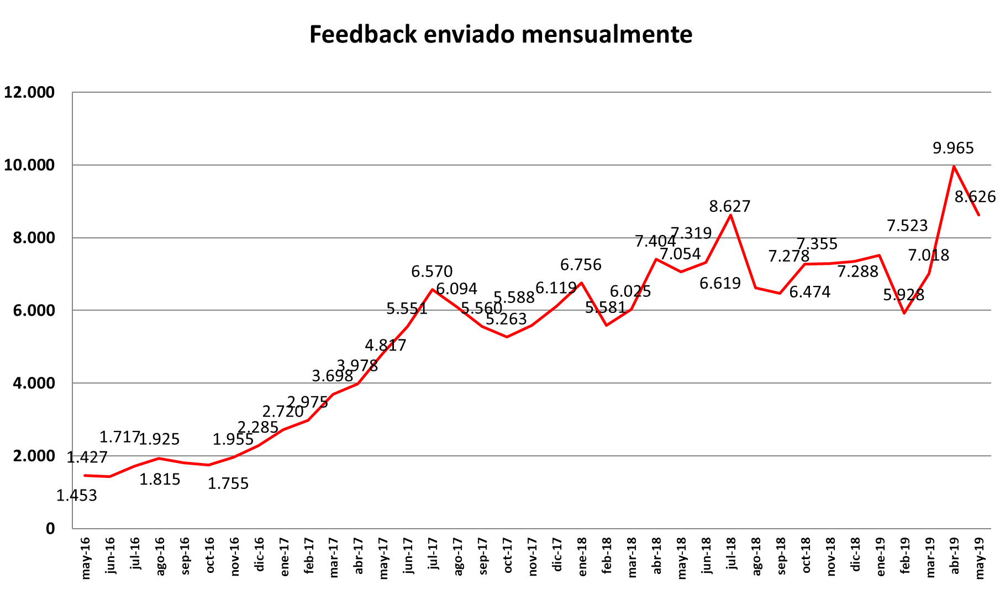 Feedback enviado mensualmente
12.000
10.000
8.000
6.000
4.000
2.000
0
1.453
1.427
1.717
1.925
1.815
1.755
1.955
2.285
2.720
2.975
3.698
3.978
4.817
5.551
6.570
6.094
5.560
5.263
5.588
6.119
6.756
5.581
6.025
7.404
7.054
7.319
8.627
6.619
6.474
7.278
7.288
7.355
7.523
5.928
7.018
9.965
8.626
may-16
jun-16
jul-16
ago-16
sep-16
oct-16
nov-16
dic-16
ene-17
feb-17
mar-17
abr-17
may-17
jun-17
jul-17
ago-17
sep-17
oct-17
nov-17
dic-17
ene-18
feb-18
mar-18
abr-18
may-18
jun-18
jul-18
ago-18
sep-18
oct-18
nov-18
dic-18
ene-19
feb-19
mar-19
abr-19
may-19